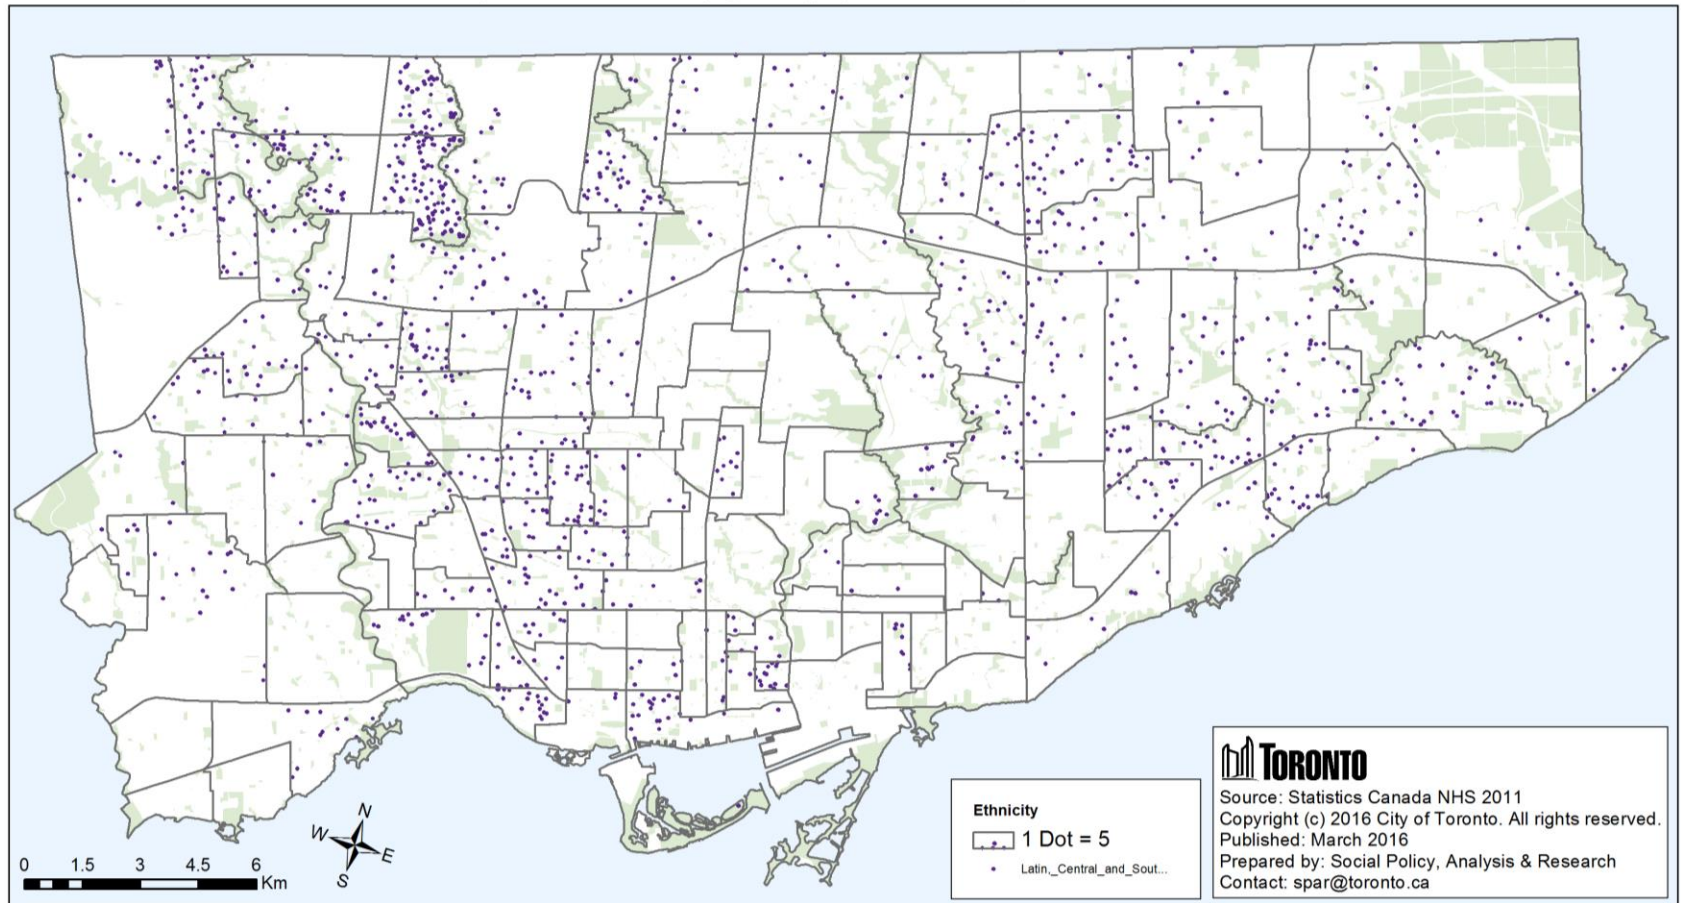 N
W
E
S
0 1.5 3 4.5 6
Km
Ethnicity
1 Dot = 5
Latin,_Central_and_Sout...
TORONTO
Source: Statistics Canada NHS 2011
Copyright (c) 2016 City of Toronto. All rights reserved.
Published: March 2016
Prepared by: Social Policy, Analysis & Research
Contact: spar@toronto.ca